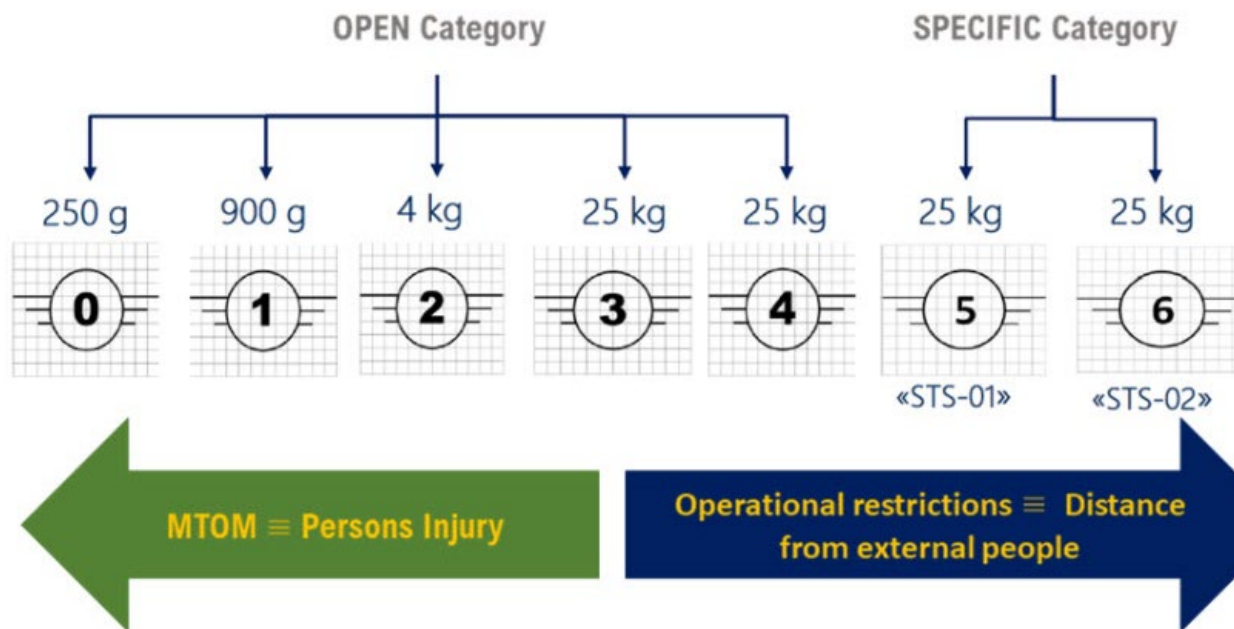 OPEN Category
SPECIFIC Category
250 g
900 g
4 kg
25 kg
25 kg
25 kg
25 kg
0
1
2
3
4
5
6
«STS-01»
«STS-02»
MTOM ≡ Persons Injury
Operational restrictions ≡ Distance
from external people